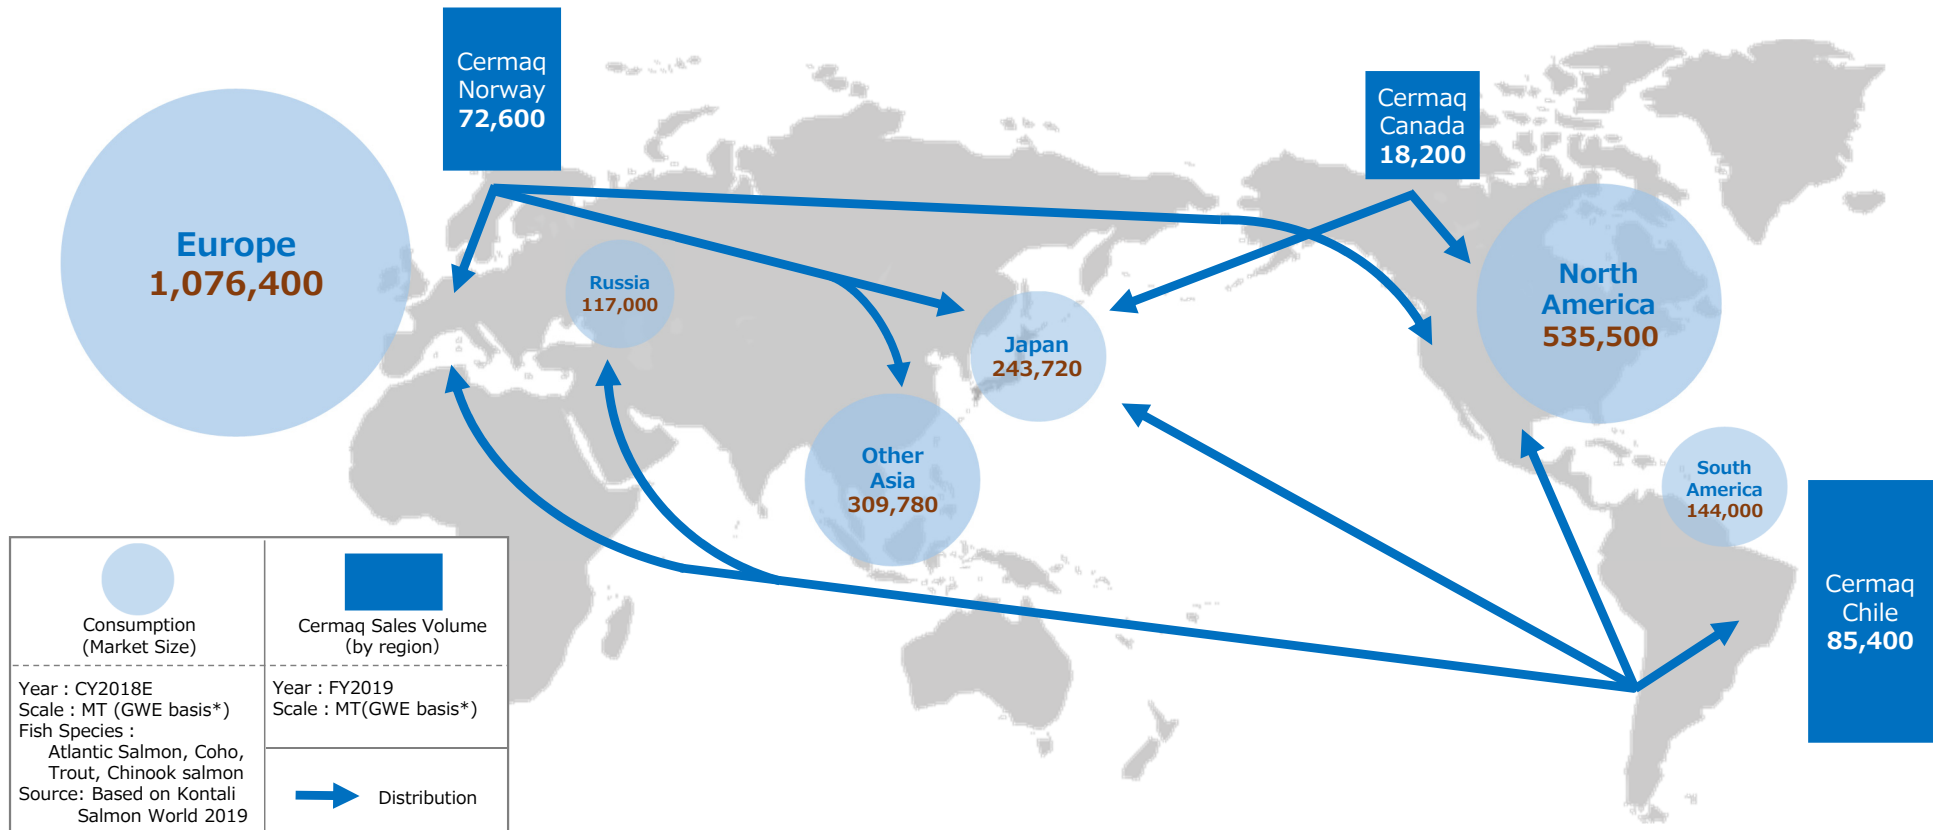 Cermaq
Norway
72,600
Cermaq
Canada
18,200
Europe
1,076,400
Russia
117,000
Japan
243,720
North
America
535,500
Other
Asia
309,780
South
America
144,000
Cermaq
Chile
85,400
Consumption
(Market Size)
Year : CY2018E
Scale : MT (GWE basis*)
Fish Species :
Atlantic Salmon, Coho,
Trout, Chinook salmon
Source: Based on Kontali
Salmon World 2019
Cermaq Sales Volume
(by region)
Year : FY2019
Scale : MT(GWE basis*)
Distribution